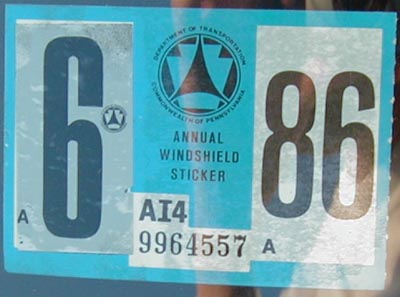 6
A
DEPARTMENT OF TRANSPORTATION
COMMONWEALTH OF PENNSYLVANIA
ANNUAL
WINDSHIELD
STICKER
AI4
9964557
86
A